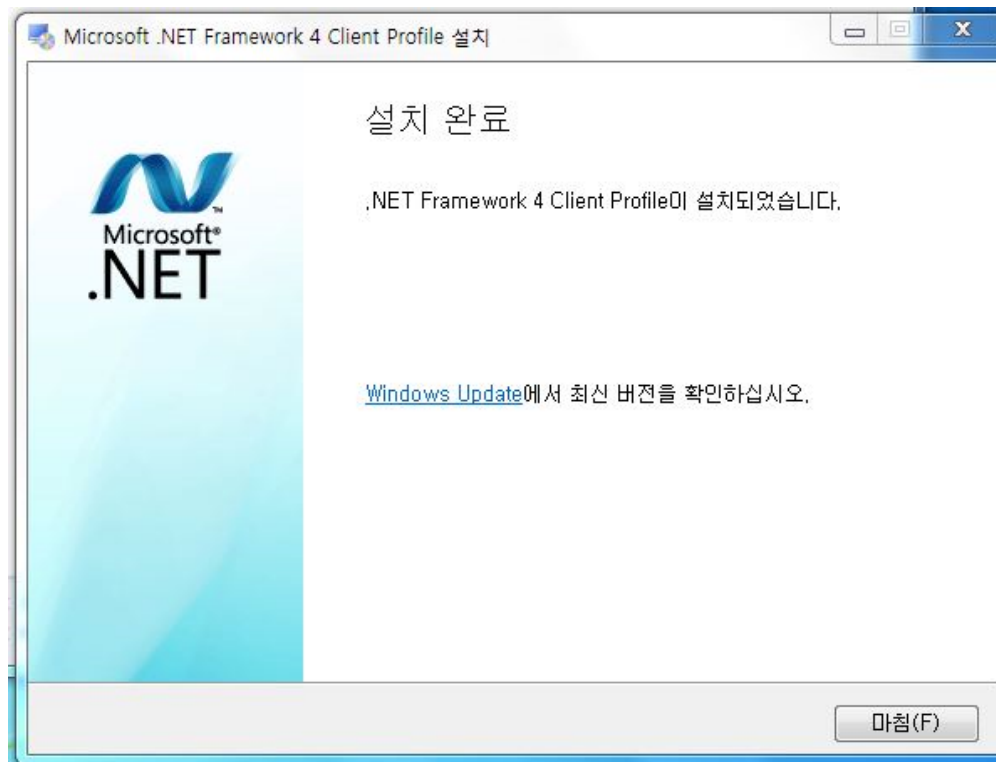 Microsoft .NET Framework 4 Client Profile 설치
설치 완료
Microsoft®
.NET™
.NET Framework 4 Client Profile이 설치되었습니다.
Windows Update에서 최신 버전을 확인하십시오.
마침(F)